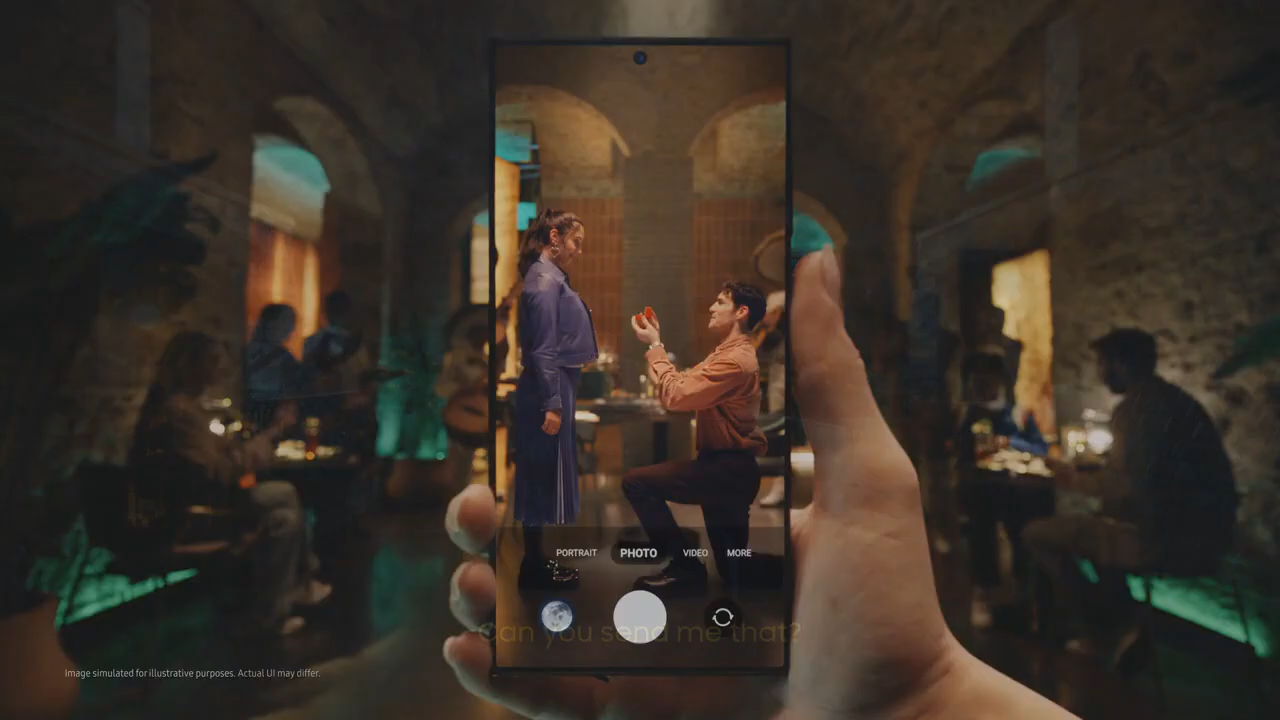 PORTRAIT PHOTO VIDEO MORE
Can you send me that?
Image simulated for illustrative purposes. Actual UI may differ.